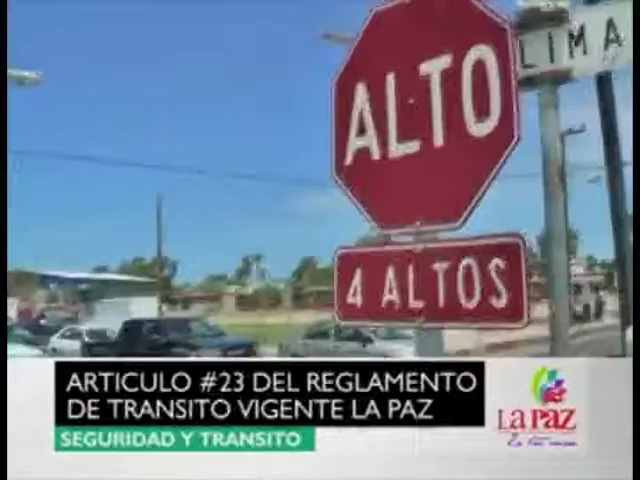 ALTO
LIMA
4 ALTOS
ARTICULO #23 DEL REGLAMENTO
DE TRANSITO VIGENTE LA PAZ
SEGURIDAD Y TRANSITO
LA PAZ